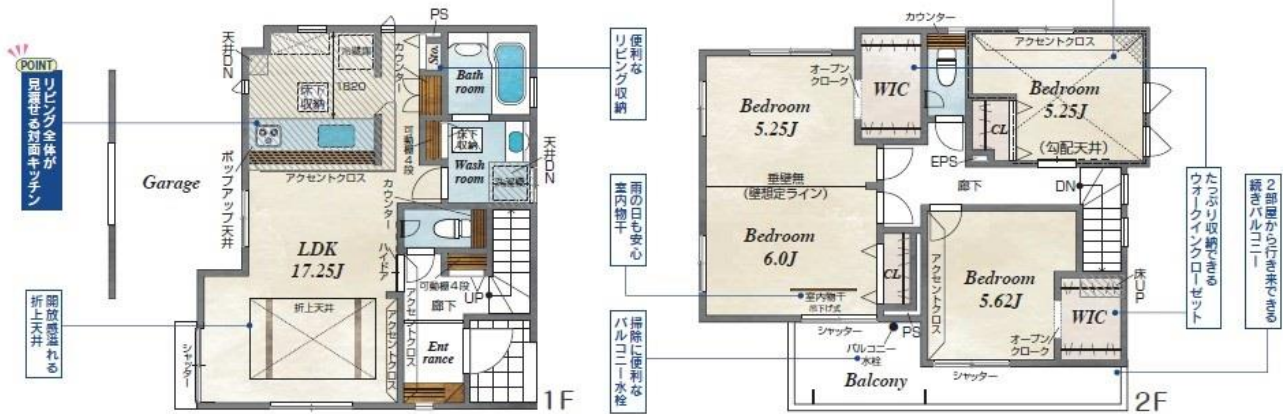 POINT
リビング全体が
見渡せる対面キッチン
開放感溢れる
折上天井
Garage
天井DN
冷蔵庫
床下
収納
1820
カウンター
PS
Sto.
Bath
room
可動棚4段
床下
収納
Wash
room
洗濯機
天井DN
ポップアップ天井
アクセントクロス
カウンター
LDK
17.25J
ハイドア
可動棚4段
廊下
UP
折上天井
アクセントクロス
アクセントクロス
Ent
rance
シャッター
1F
便利な
リビング収納
雨の日も安心
室内物干
掃除に便利な
バルコニー水栓
カウンター
オープン
クローク
WIC
アクセントクロス
Bedroom
5.25J
Bedroom
5.25J
CL
(勾配天井)
EPS
垂壁無
(壁想定ライン)
廊下
DN
Bedroom
6.0J
CL
Bedroom
5.62J
アクセントクロス
床UP
WIC
オープン
クローク
室内物干
吊下げ式
シャッター
PS
バルコニー
水栓
シャッター
Balcony
2F
たっぷり収納できる
ウォークインクローゼット
2部屋から行き来できる
続きバルコニー